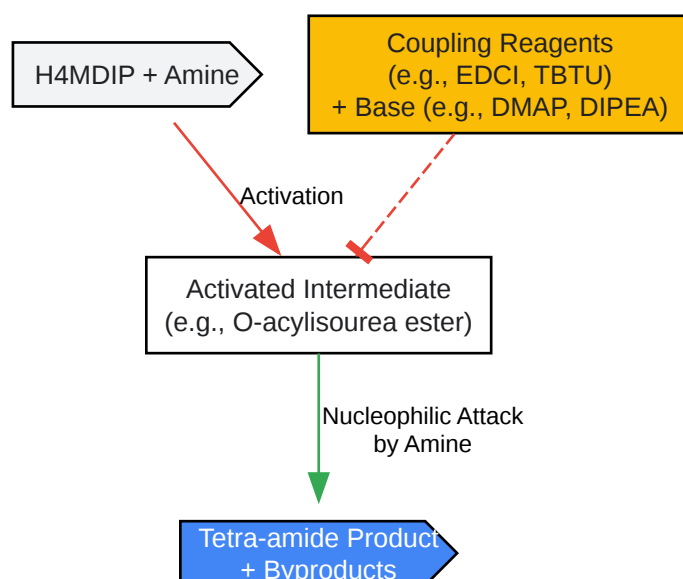 H4MDIP + Amine
Coupling Reagents
(e.g., EDCI, TBTU)
+ Base (e.g., DMAP, DIPEA)
Activation
Activated Intermediate
(e.g., O-acylisourea ester)
Nucleophilic Attack
by Amine
Tetra-amide Product
+ Byproducts